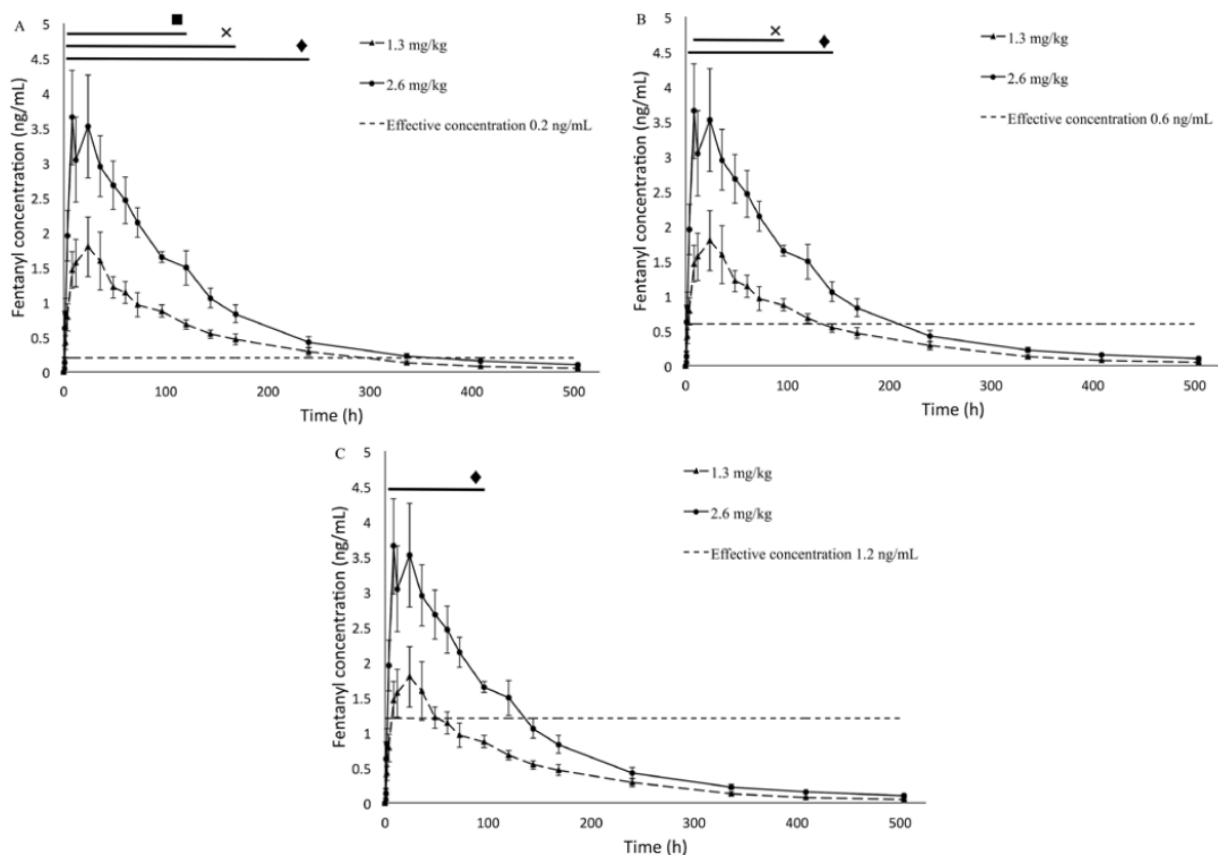 A
5
4.5
4
3.5
3
2.5
2
1.5
1
0.5
0
Fentanyl concentration (ng/mL)
1.3 mg/kg
2.6 mg/kg
Effective concentration 0.2 ng/mL
0 100 200 300 400 500
Time (h)
B
5
4.5
4
3.5
3
2.5
2
1.5
1
0.5
0
Fentanyl concentration (ng/mL)
1.3 mg/kg
2.6 mg/kg
Effective concentration 0.6 ng/mL
0 100 200 300 400 500
Time (h)
C
5
4.5
4
3.5
3
2.5
2
1.5
1
0.5
0
Fentanyl concentration (ng/mL)
1.3 mg/kg
2.6 mg/kg
Effective concentration 1.2 ng/mL
0 100 200 300 400 500
Time (h)